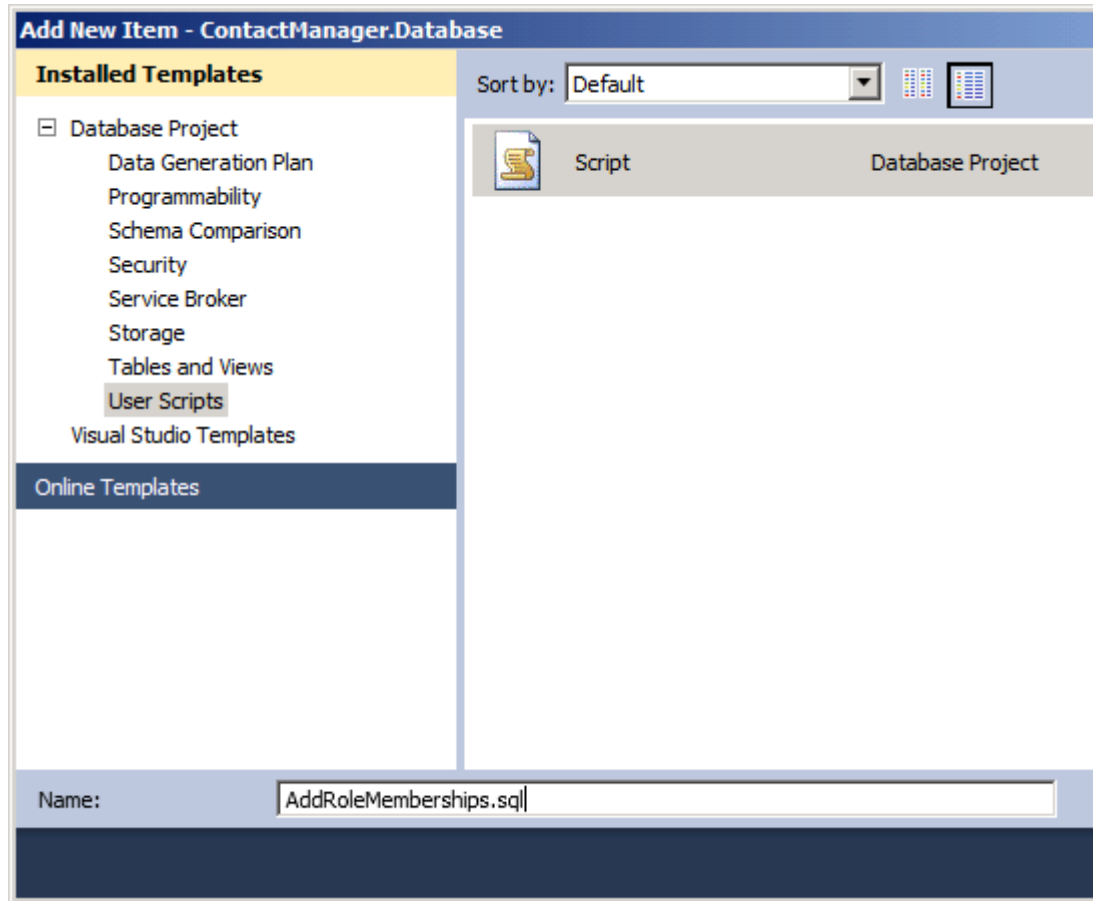 Add New Item - ContactManager.Database
Installed Templates
Sort by: Default
Database Project
Data Generation Plan
Programmability
Schema Comparison
Security
Service Broker
Storage
Tables and Views
User Scripts
Visual Studio Templates
Online Templates
Script Database Project
Name: AddRoleMemberships.sql